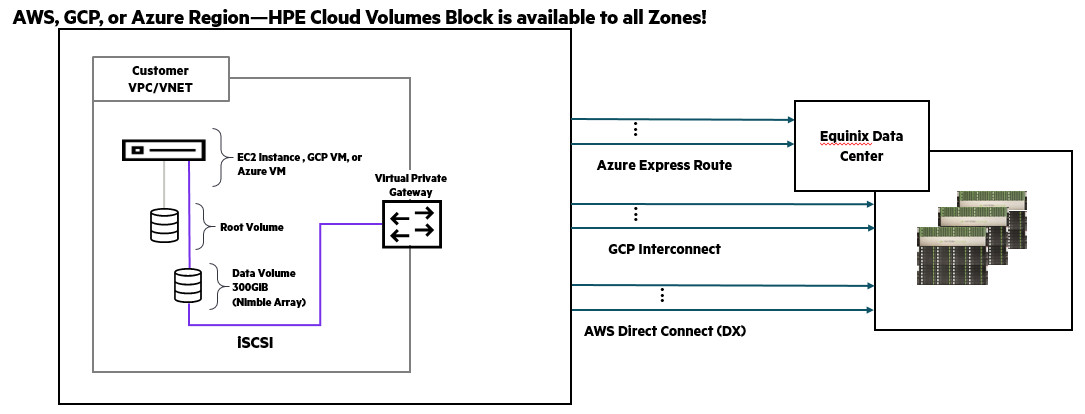 AWS, GCP, or Azure Region—HPE Cloud Volumes Block is available to all Zones!
Customer
VPC/VNET
EC2 Instance , GCP VM, or
Azure VM
Virtual Private
Gateway
Root Volume
Data Volume
300GIB
(Nimble Array)
iSCSI
Azure Express Route
GCP Interconnect
AWS Direct Connect (DX)
Equinix Data
Center